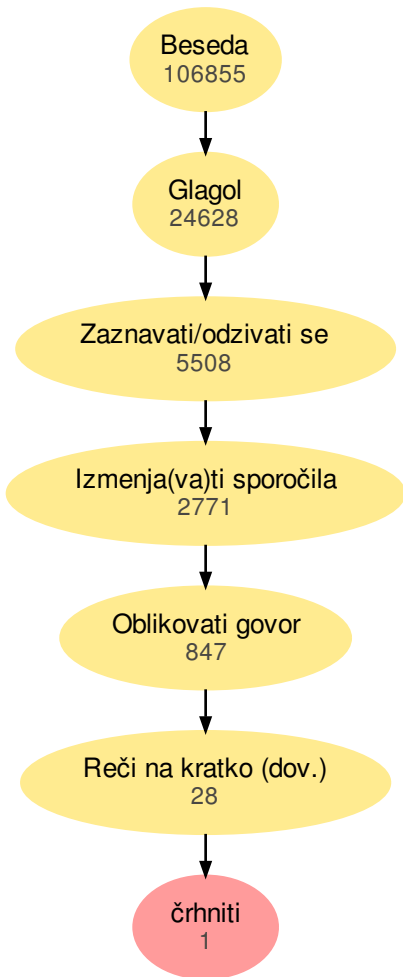 Beseda
106855
Glagol
24628
Zaznavati/odzivati se
5508
Izmenja(va)ti sporočila
2771
Oblikovati govor
847
Reči na kratko (dov.)
28
črhniti
1